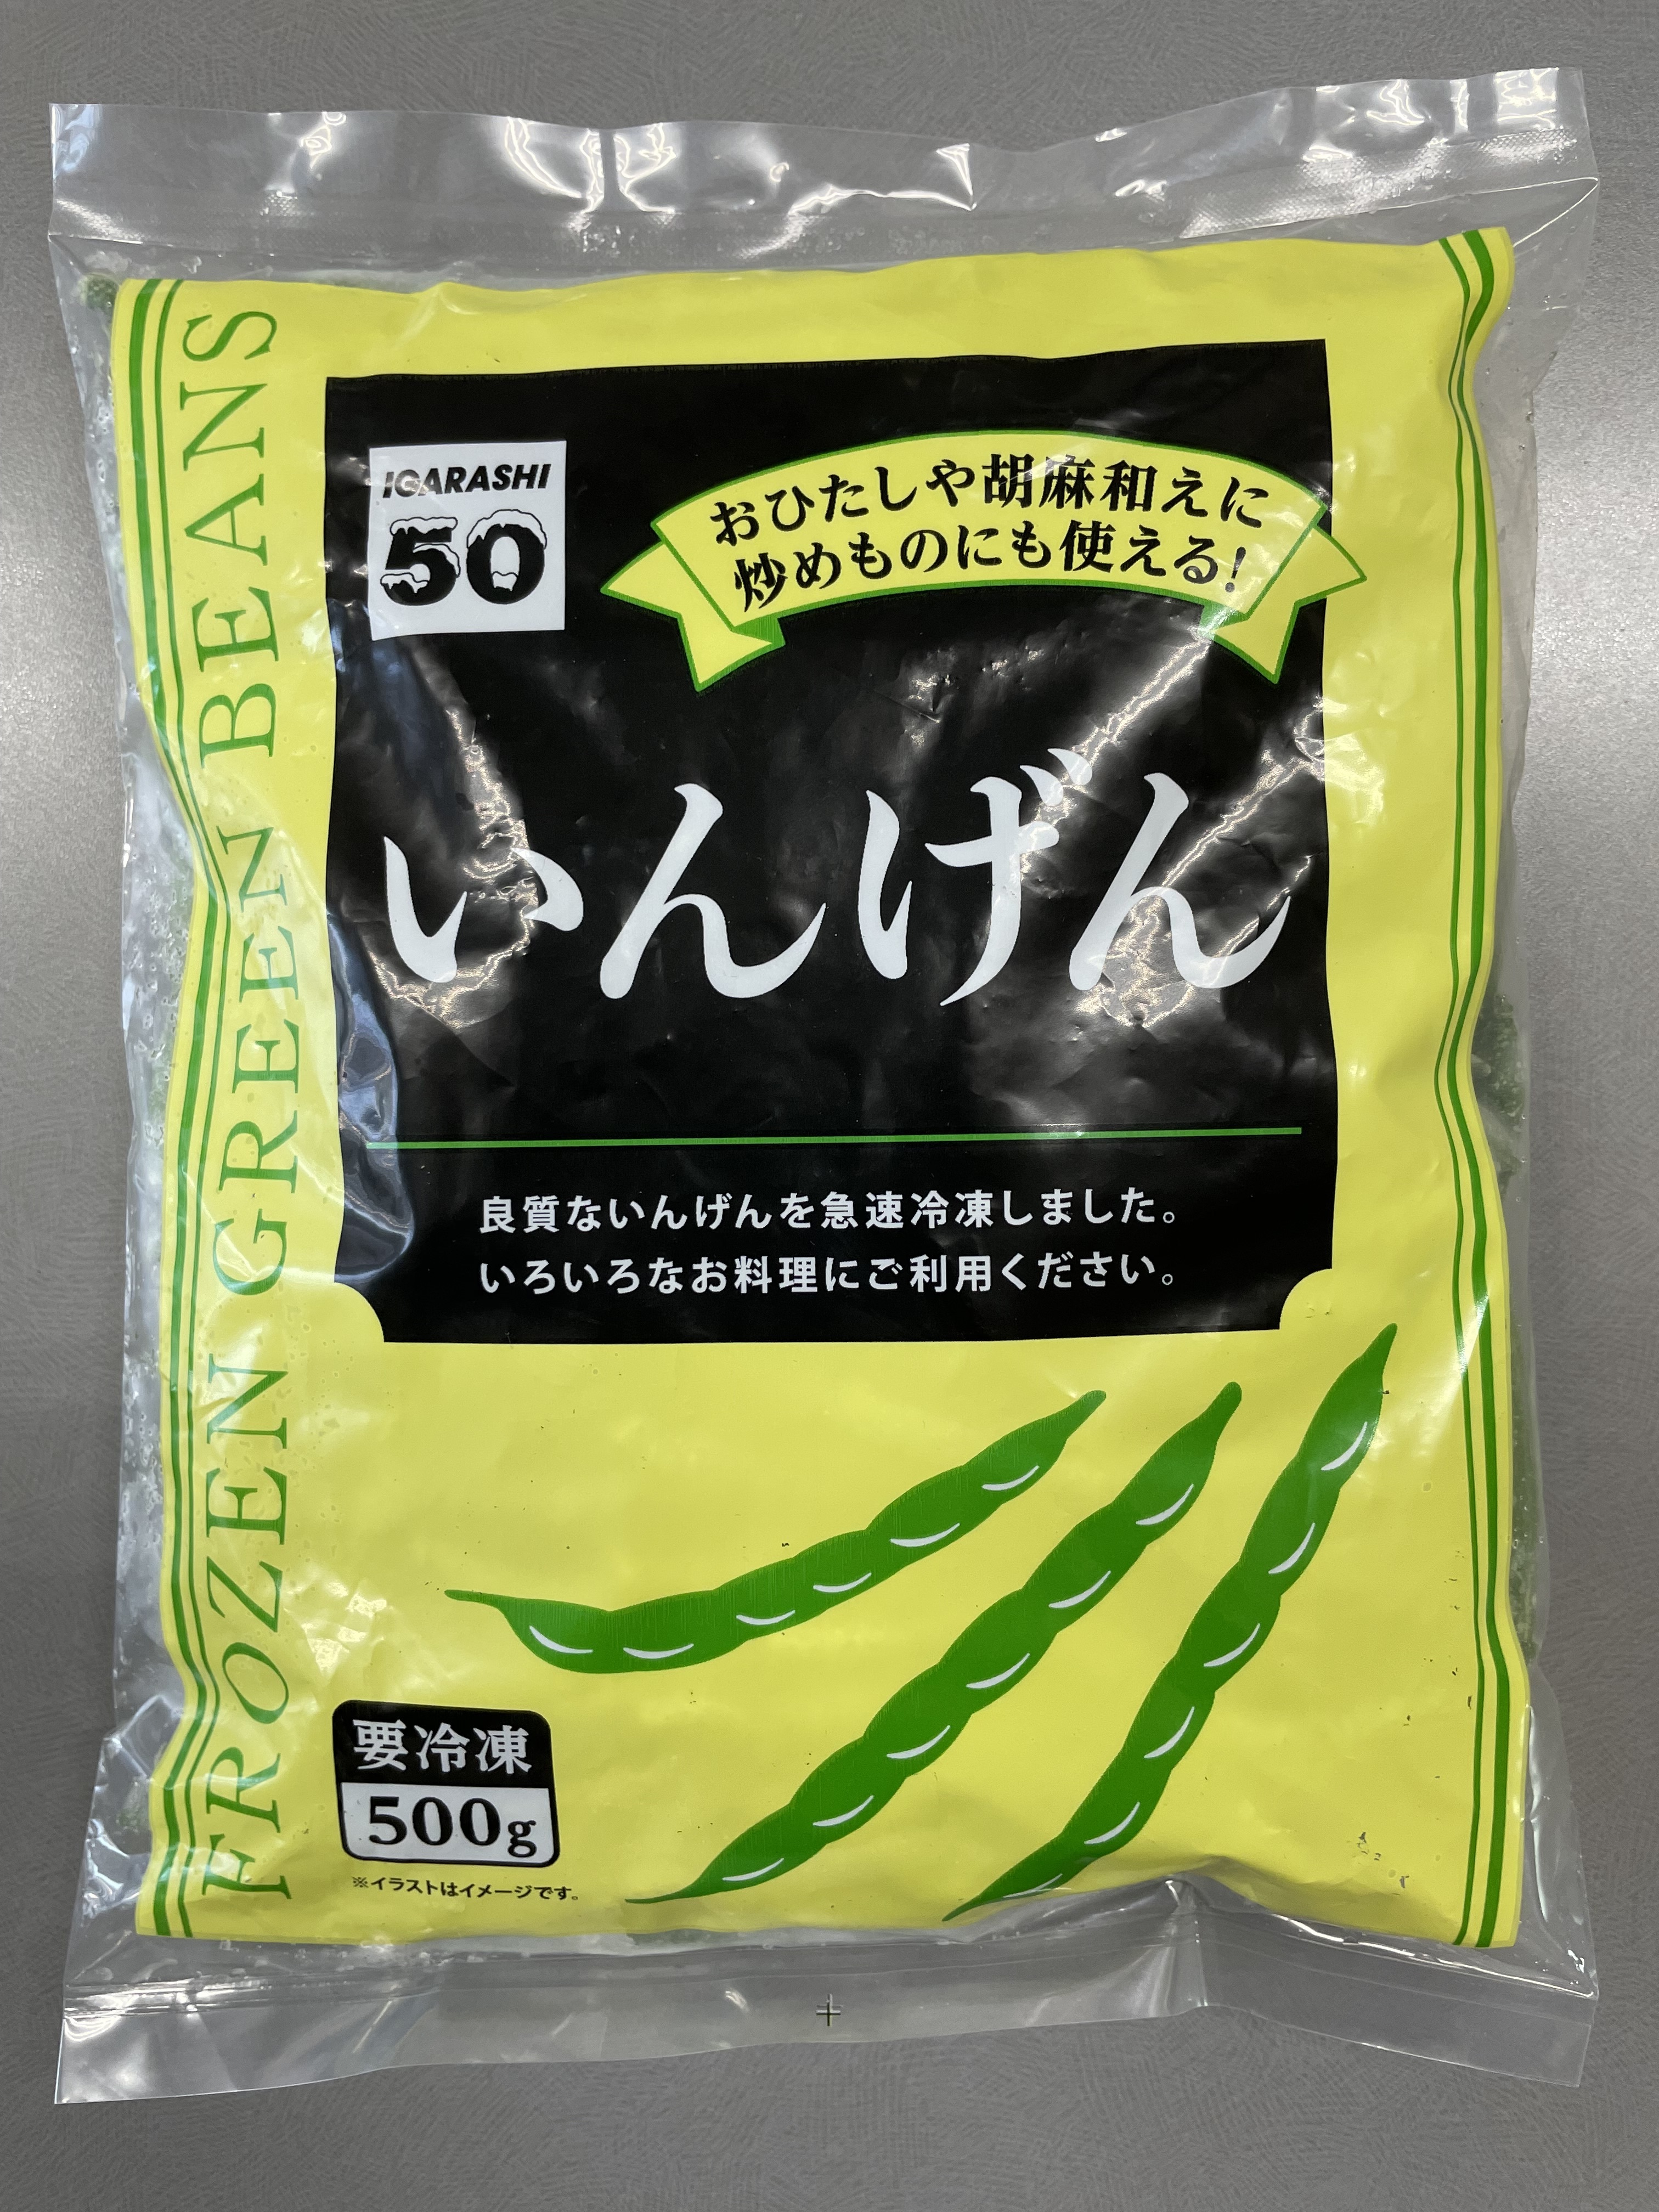 FROZEN GREEN BEANS
IGARASHI
50
おひたしや胡麻和えに
炒めものにも使える!
いんげん
良質ないんげんを急速冷凍しました。
いろいろなお料理にご利用ください。
要冷凍
500g
※イラストはイメージです。